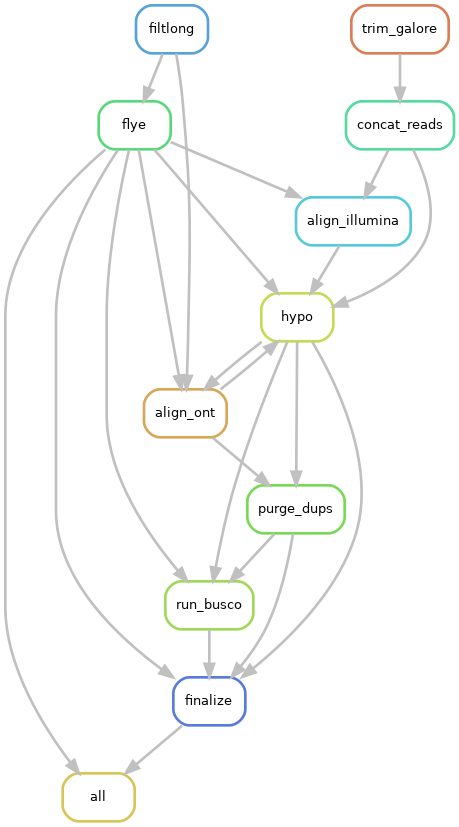 filtlong
trim_galore
flye
concat_reads
align_illumina
hypo
align_ont
purge_dups
run_busco
finalize
all